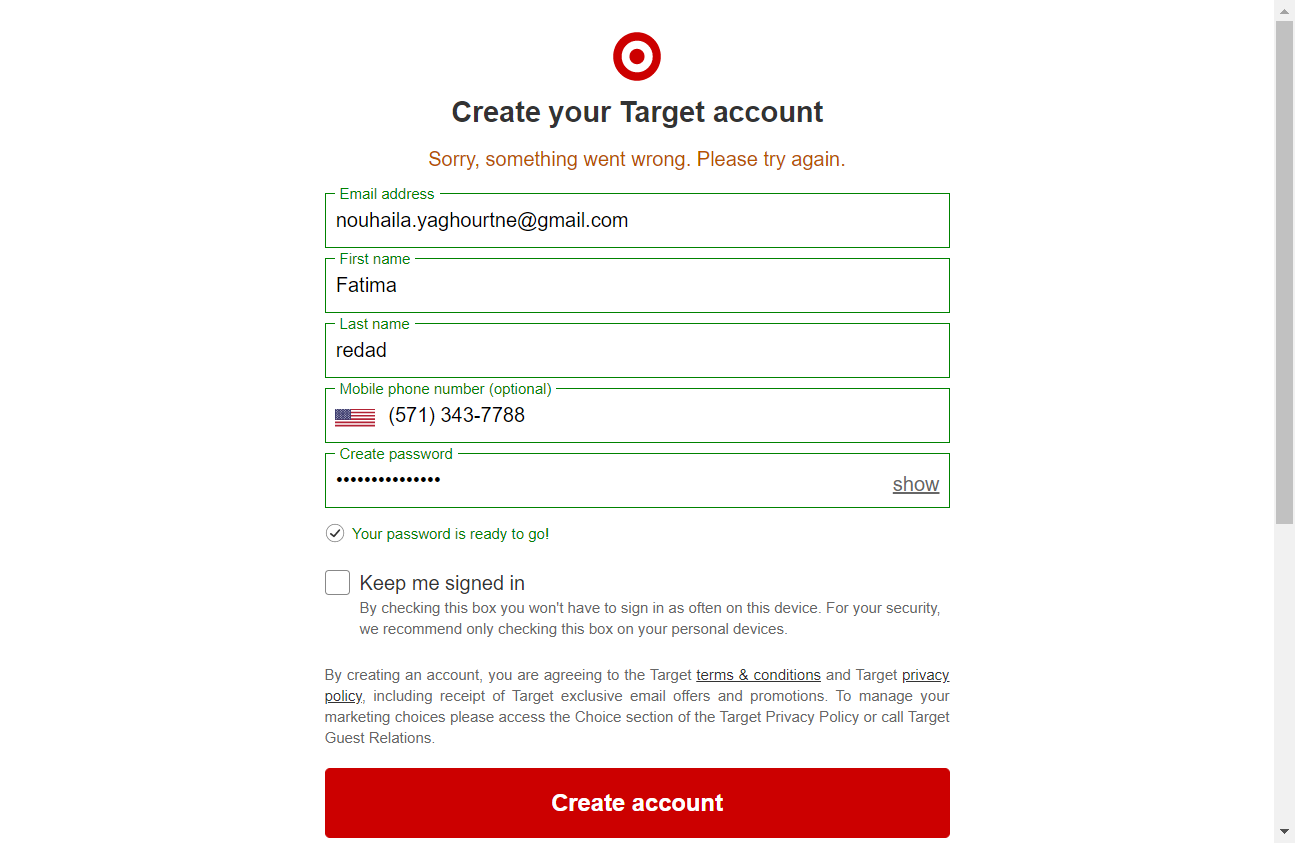 Create your Target account
Sorry, something went wrong. Please try again.
Email address
nouhaila.yaghourtne@gmail.com
First name
Fatima
Last name
redad
Mobile phone number (optional)
(571) 343-7788
Create password
•••••••••••••••
show
Your password is ready to go!
Keep me signed in
By checking this box you won't have to sign in as often on this device. For your security,
we recommend only checking this box on your personal devices.
By creating an account, you are agreeing to the Target terms & conditions and Target privacy
policy, including receipt of Target exclusive email offers and promotions. To manage your
marketing choices please access the Choice section of the Target Privacy Policy or call Target
Guest Relations.
Create account